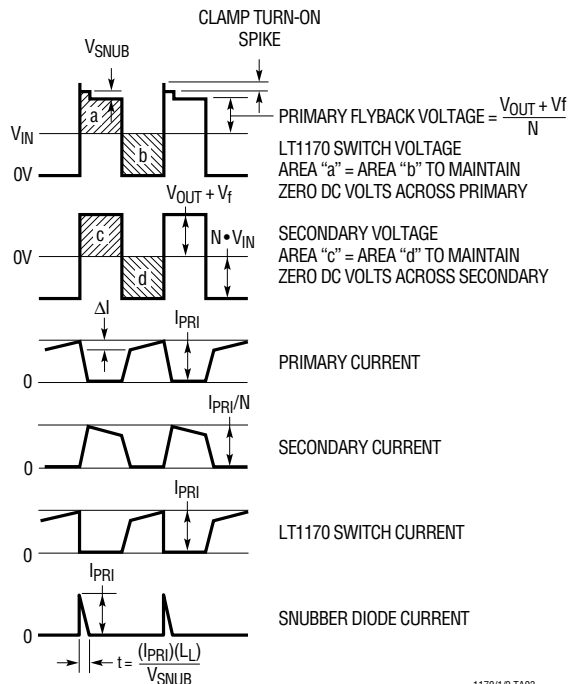 CLAMP TURN-ON
SPIKE
VSNUB
a
PRIMARY FLYBACK VOLTAGE = VOUT + Vf
N
VIN
LT1170 SWITCH VOLTAGE
AREA “a” = AREA “b” TO MAINTAIN
ZERO DC VOLTS ACROSS PRIMARY
b
0V
VOUT + Vf
c
N•VIN
SECONDARY VOLTAGE
AREA “c” = AREA “d” TO MAINTAIN
ZERO DC VOLTS ACROSS SECONDARY
0V
d
ΔI
IPRI
PRIMARY CURRENT
0
IPRI/N
SECONDARY CURRENT
0
IPRI
LT1170 SWITCH CURRENT
0
IPRI
SNUBBER DIODE CURRENT
0
t = (IPRI)(LL)
VSNUB